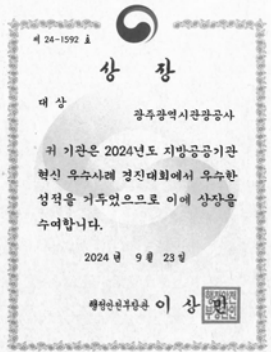 제 24-1592 호
상 장
대 상
광주광역시관광공사
귀 기관은 2024년도 지방공공기관
혁신 우수사례 경진대회에서 우수한
성적을 거두었으므로 이에 상장을
수여합니다.
2024년 9월 23일
행정안전부장관 이 상 민